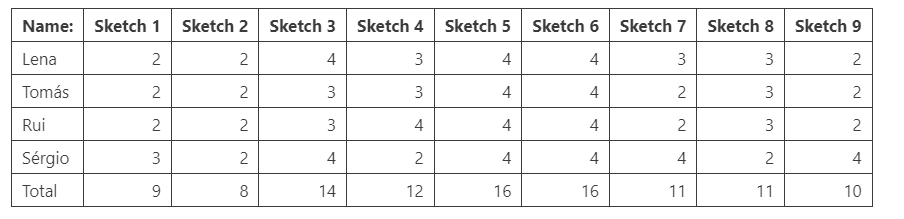 Name: Sketch 1 Sketch 2 Sketch 3 Sketch 4 Sketch 5 Sketch 6 Sketch 7 Sketch 8 Sketch 9
Lena 2 2 4 3 4 4 3 3 2
Tomás 2 2 3 3 4 4 2 3 2
Rui 2 2 3 4 4 4 2 3 2
Sérgio 3 2 4 2 4 4 4 2 4
Total 9 8 14 12 16 16 11 11 10